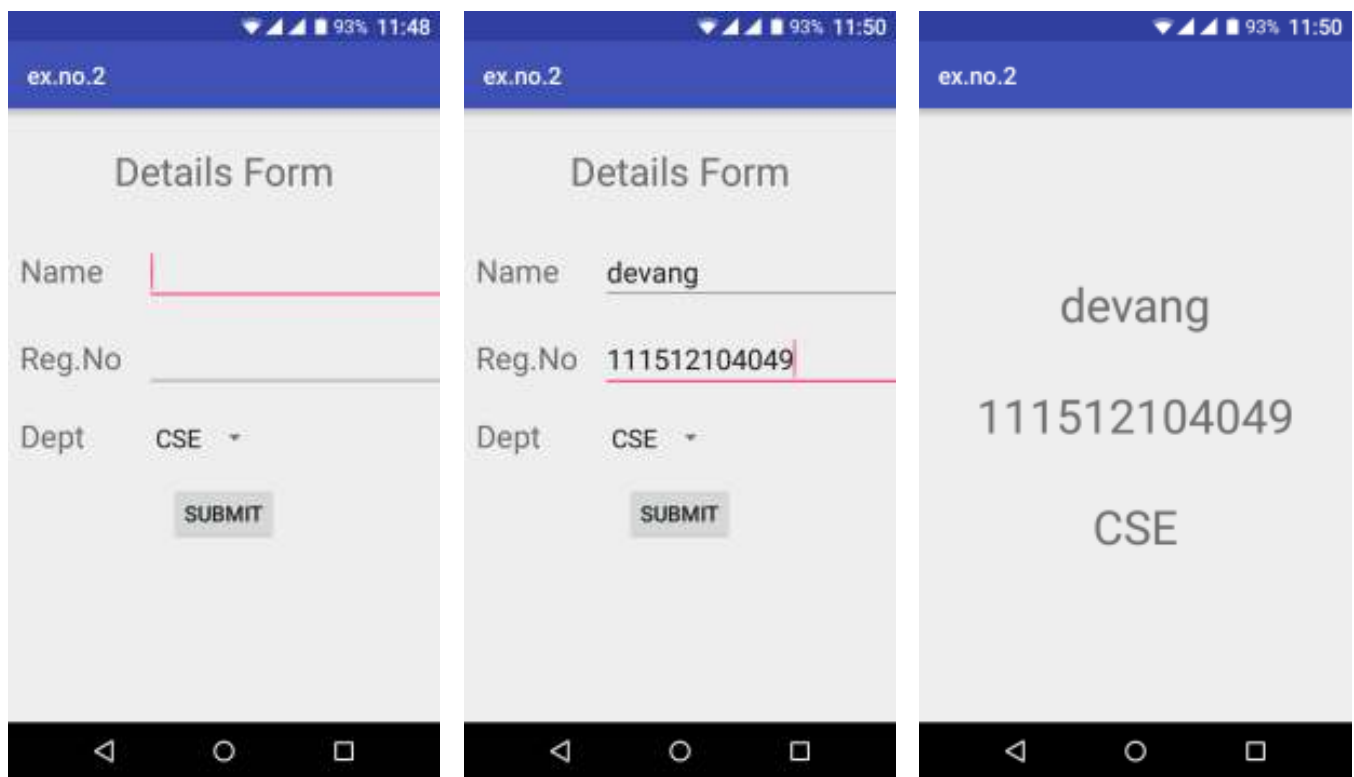 93% 11:48
ex.no.2
Details Form
Name
Reg.No
Dept CSE
SUBMIT
93% 11:50
ex.no.2
Details Form
Name devang
Reg.No 111512104049
Dept CSE
SUBMIT
93% 11:50
ex.no.2
devang
111512104049
CSE